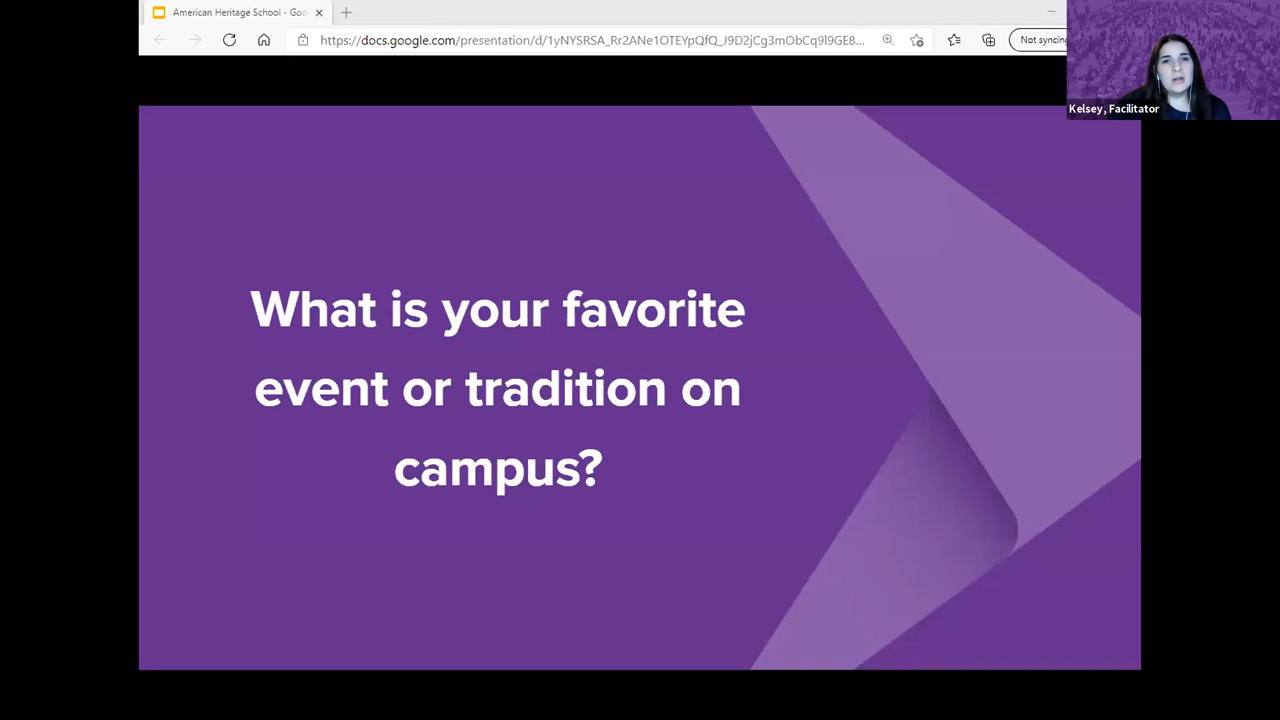 American Heritage School - Goo
https://docs.google.com/presentation/d/1yNYSRSA_Rr2ANe1OTEYpQfQ_J9D2jCg3mObCq9l9GE8...
Not syncing
Kelsey, Facilitator
What is your favorite
event or tradition on
campus?